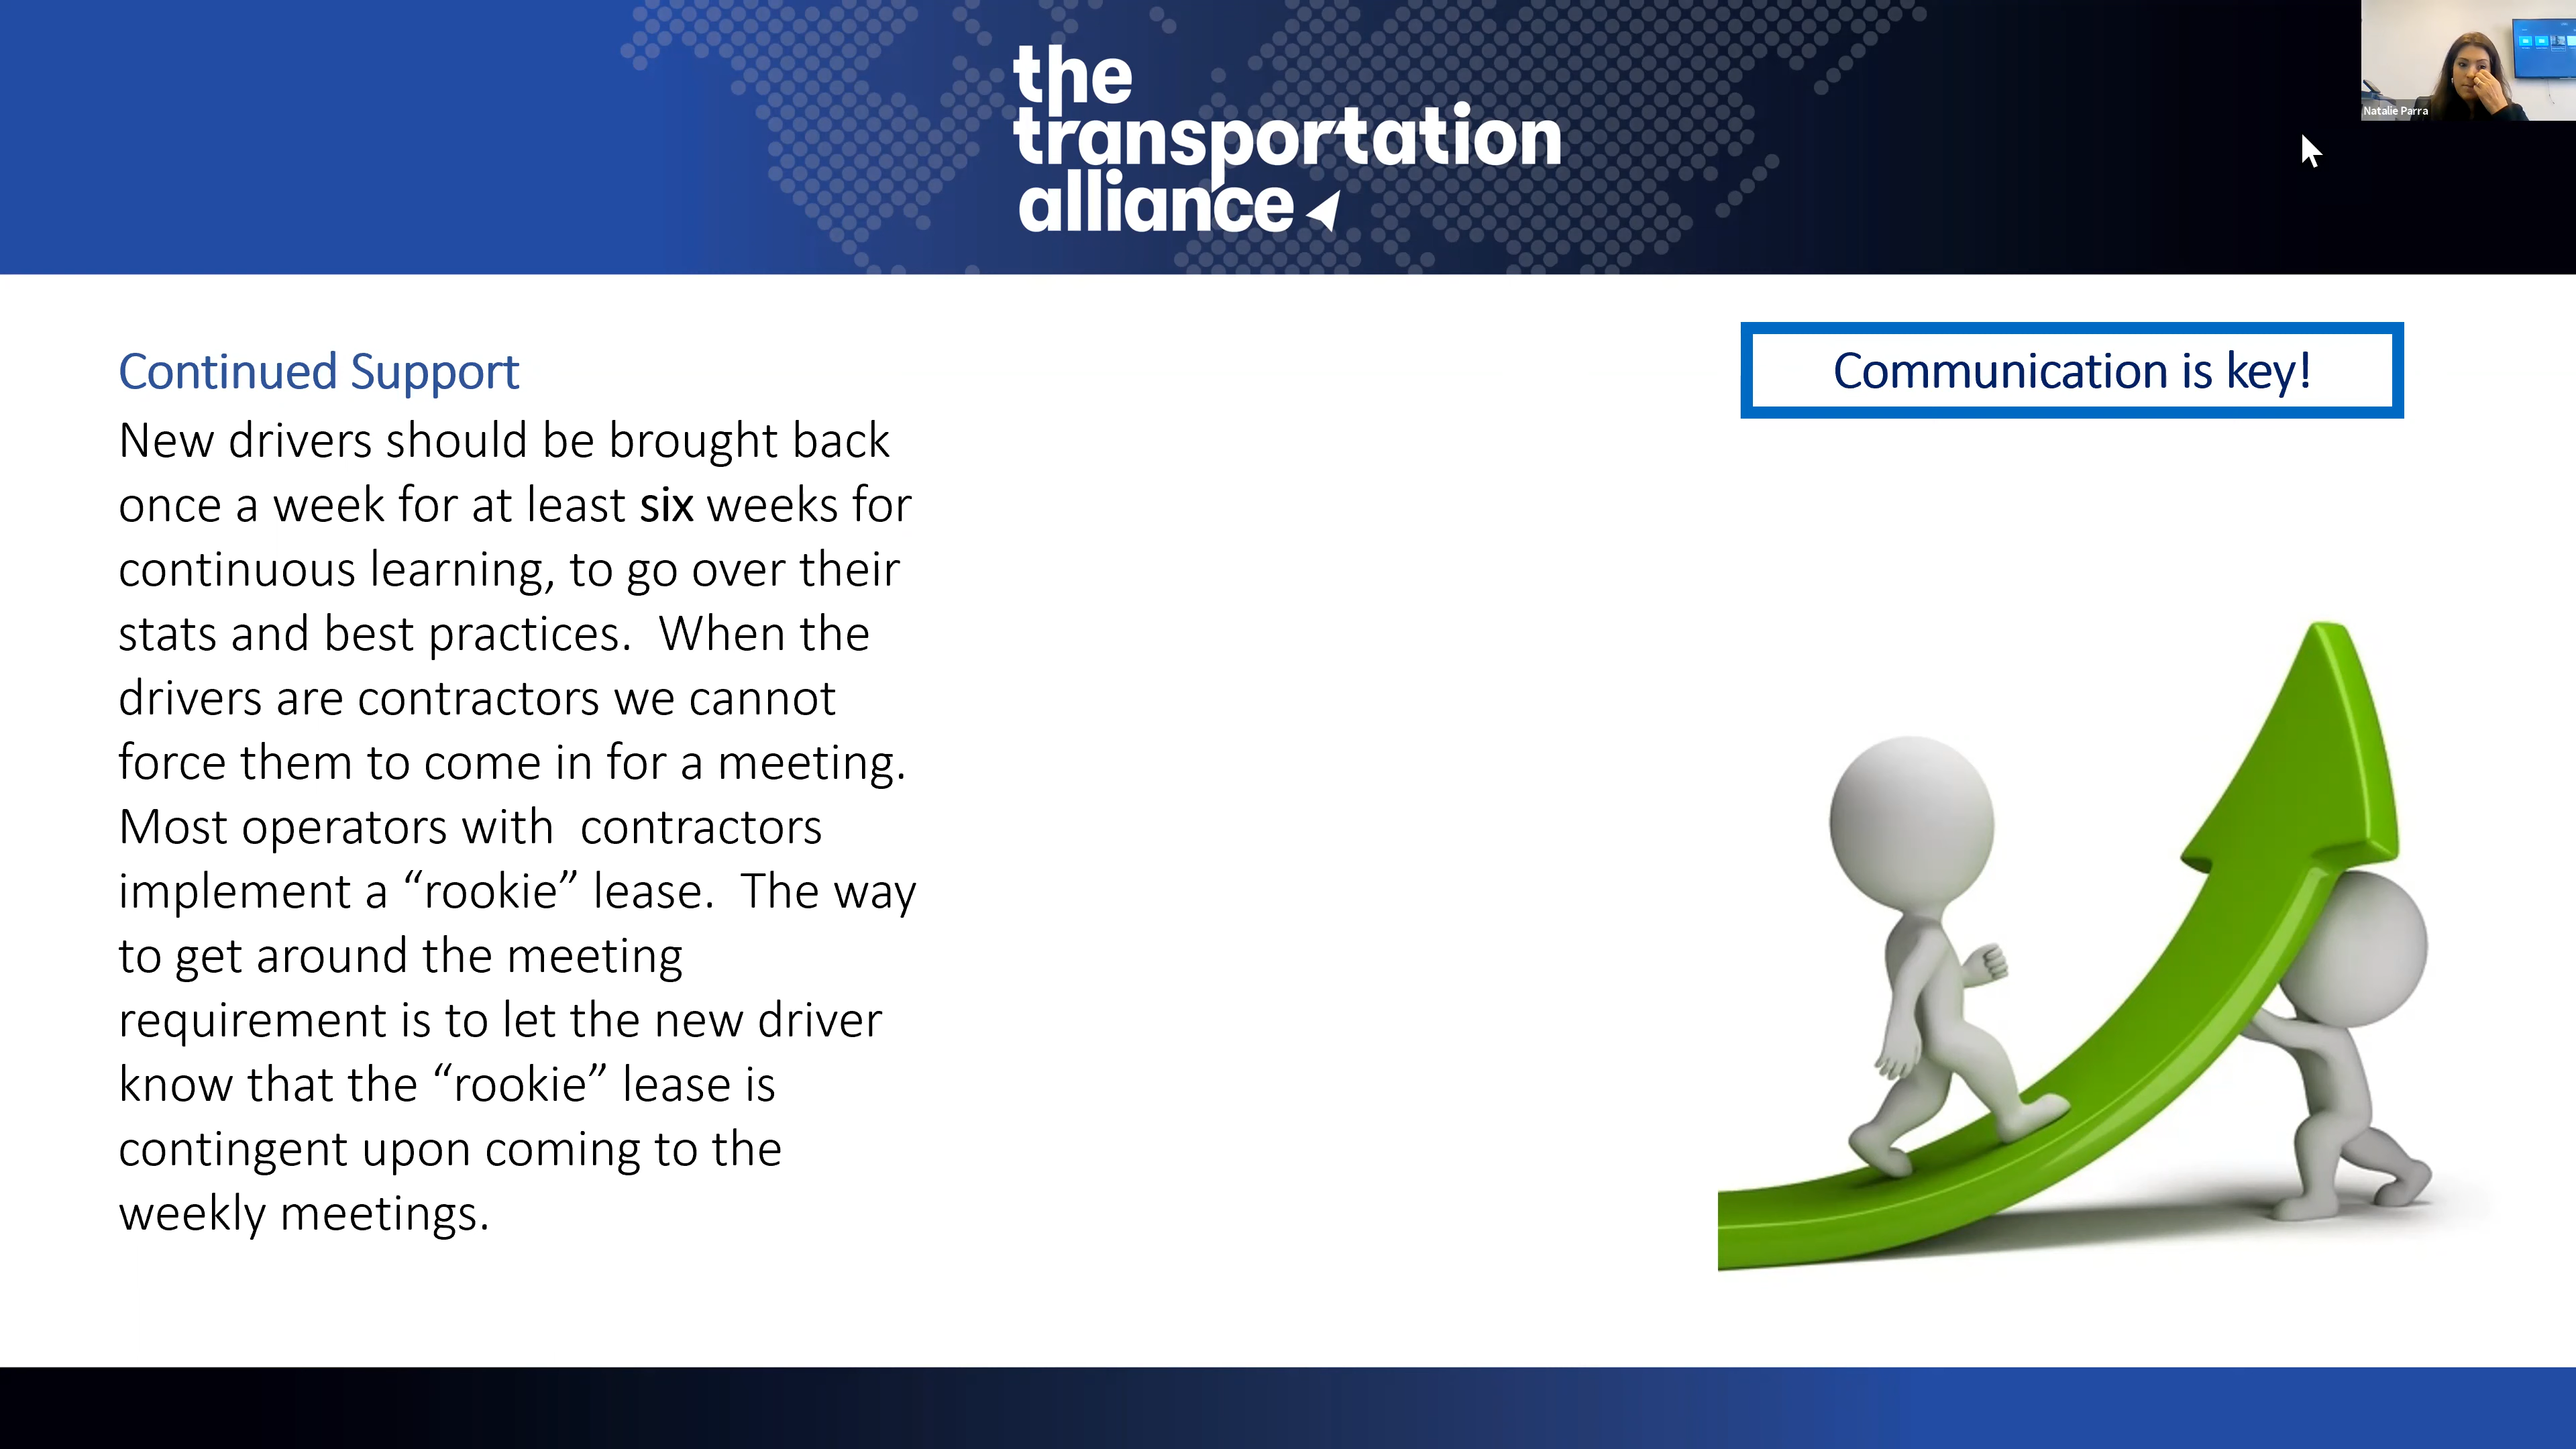 the
transportation
alliance
Natalie Parra
Continued Support
New drivers should be brought back
once a week for at least six weeks for
continuous learning, to go over their
stats and best practices.  When the
drivers are contractors we cannot
force them to come in for a meeting.
Most operators with  contractors
implement a “rookie” lease.  The way
to get around the meeting
requirement is to let the new driver
know that the “rookie” lease is
contingent upon coming to the
weekly meetings.
Communication is key!